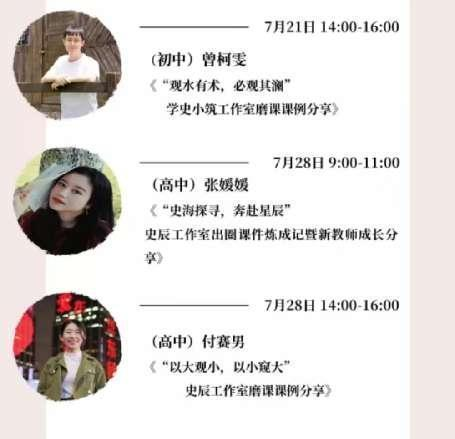 7月21日 14:00-16:00
（初中）曾柯雯
《“观水有术，必观其澜”
学史小筑工作室磨课课例分享》
7月28日 9:00-11:00
（高中）张媛媛
《“史海探寻，奔赴星辰”
史辰工作室出圈课件炼成记暨新教师成长分
享》
7月28日 14:00-16:00
（高中）付赛男
《“以大观小，以小窥大”
史辰工作室磨课课例分享》